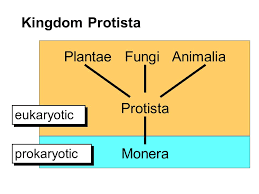 Kingdom Protista
Plantae Fungi Animalia
Protista
eukaryotic
prokaryotic Monera